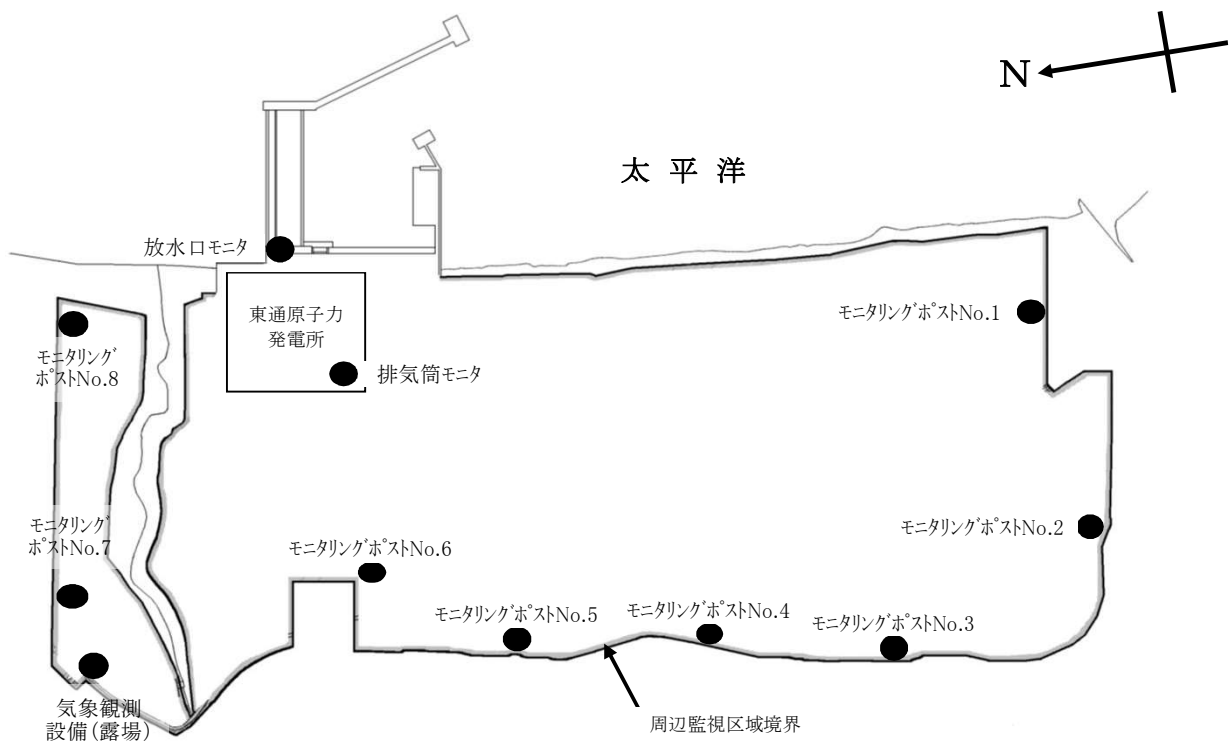 N
太平洋
放水口モニタ
東通原子力
発電所
排気筒モニタ
モニタリングポストNo.1
モニタリング
ポストNo.8
モニタリングポストNo.2
モニタリング
ポストNo.7
モニタリングポストNo.6
モニタリングポストNo.5
モニタリングポストNo.4
モニタリングポストNo.3
気象観測
設備(露場)
周辺監視区域境界